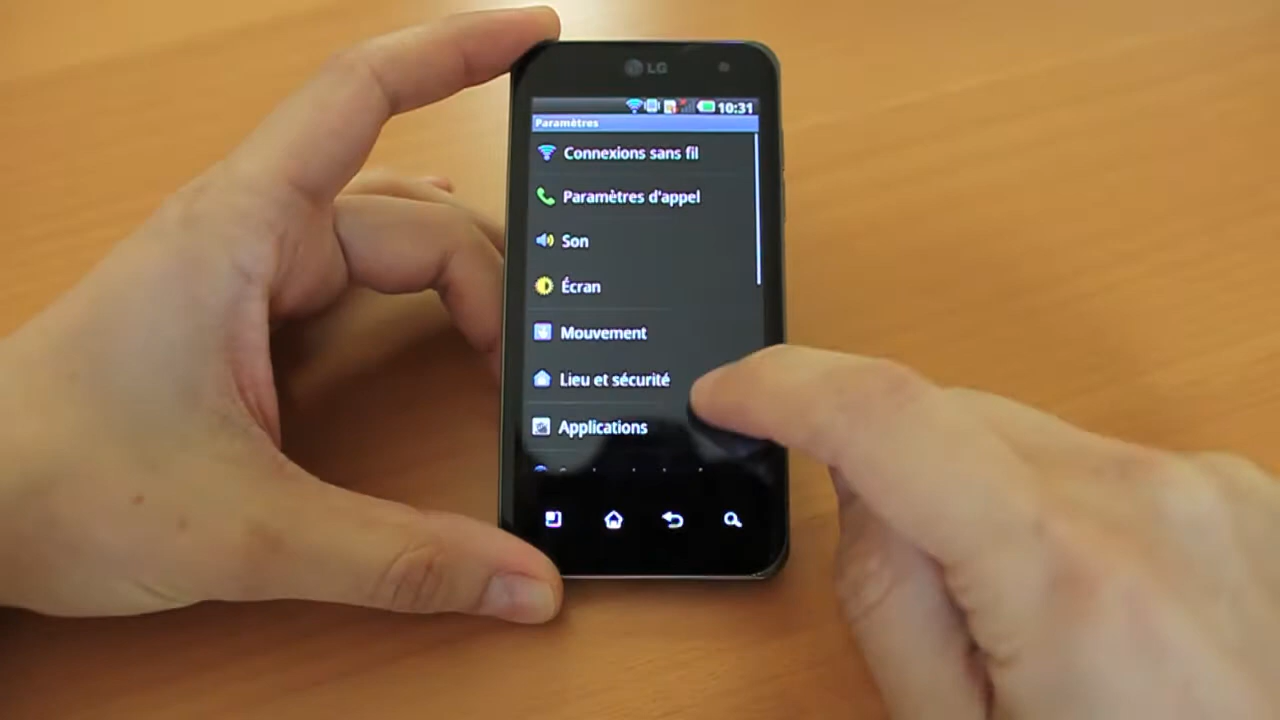 LG
10:31
Paramètres
Connexions sans fil
Paramètres d'appel
Son
Écran
Mouvement
Lieu et sécurité
Applications